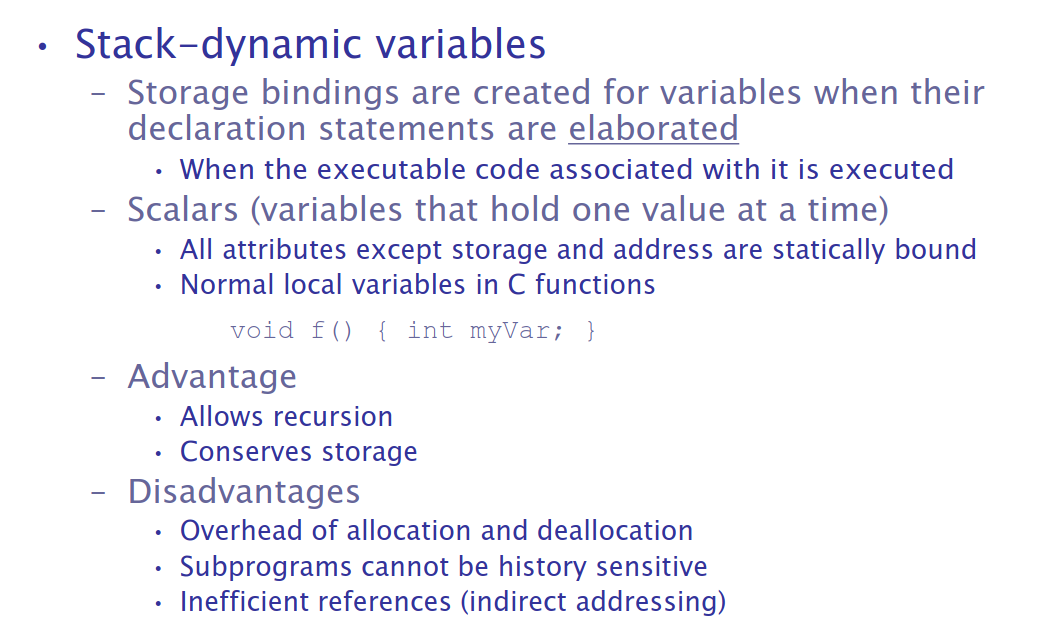 • Stack-dynamic variables
– Storage bindings are created for variables when their
declaration statements are elaborated
• When the executable code associated with it is executed
– Scalars (variables that hold one value at a time)
• All attributes except storage and address are statically bound
• Normal local variables in C functions
void f() { int myVar; }
– Advantage
• Allows recursion
• Conserves storage
– Disadvantages
• Overhead of allocation and deallocation
• Subprograms cannot be history sensitive
• Inefficient references (indirect addressing)